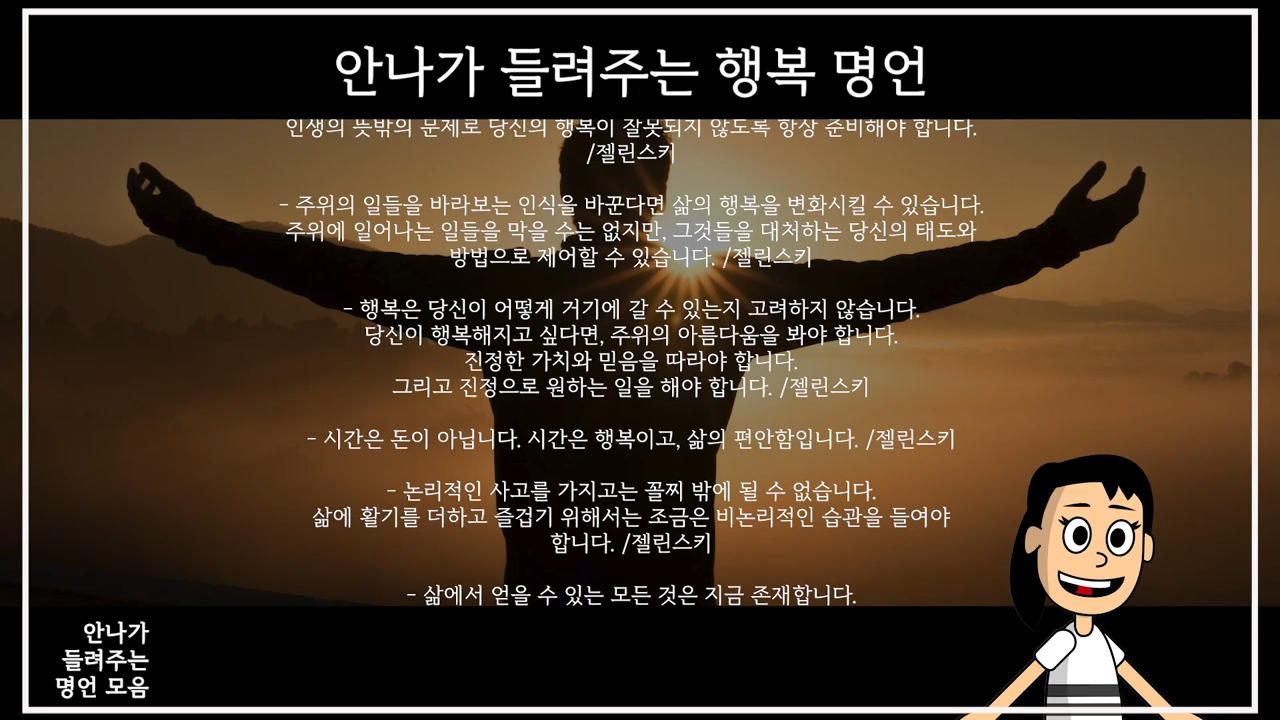 안나가 들려주는 행복 명언
인생의 뜻밖의 문제로 당신의 행복이 잘못되지 않도록 항상 준비해야 합니다.
/젤린스키
- 주위의 일들을 바라보는 인식을 바꾼다면 삶의 행복을 변화시킬 수 있습니다.
주위에 일어나는 일들을 막을 수는 없지만, 그것들을 대처하는 당신의 태도와
방법으로 제어할 수 있습니다. /젤린스키
- 행복은 당신이 어떻게 거기에 갈 수 있는지 고려하지 않습니다.
당신이 행복해지고 싶다면, 주위의 아름다움을 봐야 합니다.
진정한 가치와 믿음을 따라야 합니다.
그리고 진정으로 원하는 일을 해야 합니다. /젤린스키
- 시간은 돈이 아닙니다. 시간은 행복이고, 삶의 편안함입니다. /젤린스키
- 논리적인 사고를 가지고는 꼴찌 밖에 될 수 없습니다.
삶에 활기를 더하고 즐겁기 위해서는 조금은 비논리적인 습관을 들여야
합니다. /젤린스키
- 삶에서 얻을 수 있는 모든 것은 지금 존재합니다.
안나가
들려주는
명언 모음